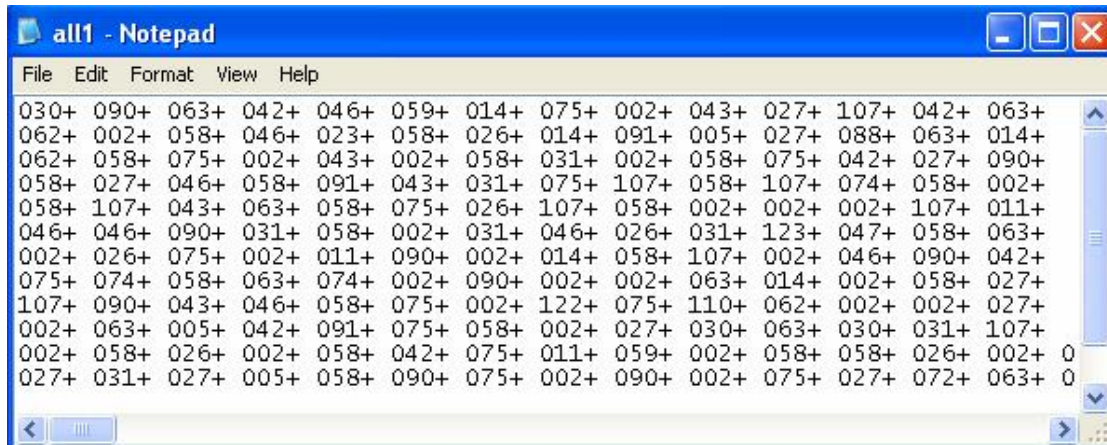 all1 - Notepad
File Edit Format View Help
030+ 090+ 063+ 042+ 046+ 059+ 014+ 075+ 002+ 043+ 027+ 107+ 042+ 063+
062+ 002+ 058+ 046+ 023+ 058+ 026+ 014+ 091+ 005+ 027+ 088+ 063+ 014+
062+ 058+ 075+ 002+ 043+ 002+ 058+ 031+ 002+ 058+ 075+ 042+ 027+ 090+
058+ 027+ 046+ 058+ 091+ 043+ 031+ 075+ 107+ 058+ 107+ 074+ 058+ 002+
058+ 107+ 043+ 063+ 058+ 075+ 026+ 107+ 058+ 002+ 002+ 002+ 107+ 011+
046+ 046+ 090+ 031+ 058+ 002+ 031+ 046+ 026+ 031+ 123+ 047+ 058+ 063+
002+ 026+ 075+ 002+ 011+ 090+ 002+ 014+ 058+ 107+ 002+ 046+ 090+ 042+
075+ 074+ 058+ 063+ 074+ 002+ 090+ 002+ 002+ 063+ 014+ 002+ 058+ 027+
107+ 090+ 043+ 046+ 058+ 075+ 002+ 122+ 075+ 110+ 062+ 002+ 002+ 027+
002+ 063+ 005+ 042+ 091+ 075+ 058+ 002+ 027+ 030+ 063+ 030+ 031+ 107+
002+ 058+ 026+ 002+ 058+ 042+ 075+ 011+ 059+ 002+ 058+ 058+ 026+ 002+ 0
027+ 031+ 027+ 005+ 058+ 090+ 075+ 002+ 090+ 002+ 075+ 027+ 072+ 063+ 0